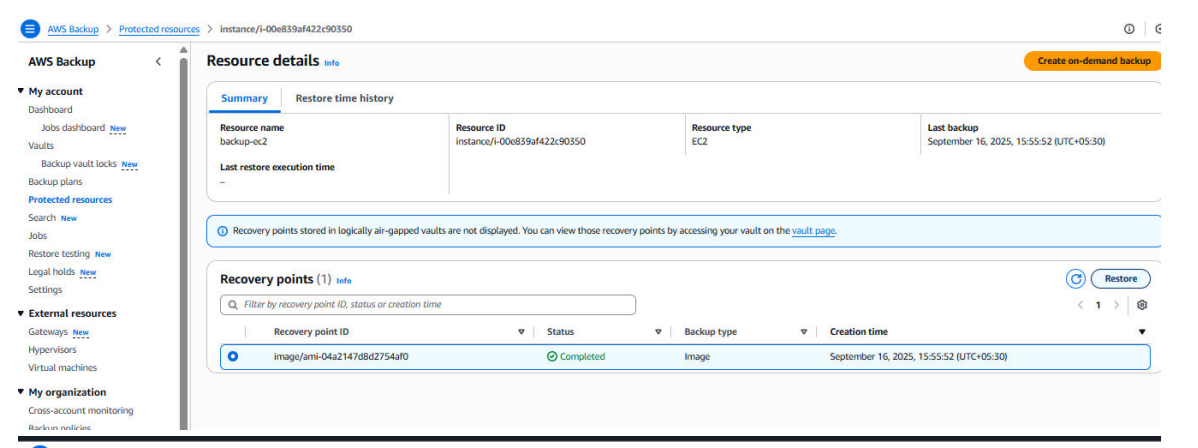 AWS Backup > Protected resources > instance/i-00e839af422c90350
AWS Backup
My account
Dashboard
Jobs dashboard New
Vaults
Backup vault locks New
Backup plans
Protected resources
Search New
Jobs
Restore testing New
Legal holds New
Settings
External resources
Gateways New
Hypervisors
Virtual machines
My organization
Cross-account monitoring
Backup policies
Resource details Info
Create on-demand backup
Summary
Restore time history
Resource name
backup-ec2
Resource ID
instance/i-00e839af422c90350
Resource type
EC2
Last backup
September 16, 2025, 15:55:52 (UTC+05:30)
Last restore execution time
–
Recovery points stored in logically air-gapped vaults are not displayed. You can view those recovery points by accessing your vault on the vault page.
Recovery points (1) Info
Restore
Filter by recovery point ID, status or creation time
< 1 >
Recovery point ID
Status
Backup type
Creation time
image/ami-04a2147d8d2754af0
Completed
Image
September 16, 2025, 15:55:52 (UTC+05:30)